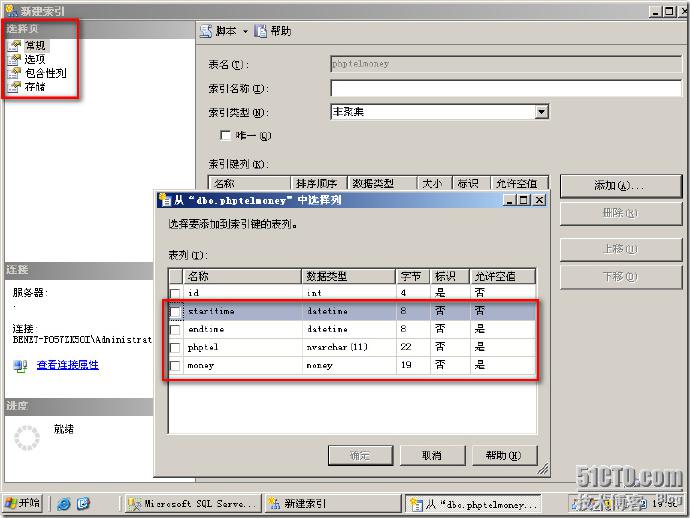 新建索引
选择页
常规
选项
包含性列
存储
脚本
帮助
表名(T):
phptelmoney
索引名称(I):
索引类型(N):
非聚集
唯一(Q)
索引键列(K):
名称 排序顺序 数据类型 大小 标识 允许空值
添加(A)...
删除(R)
上移(U)
下移(D)
从“dbo.phptelmoney”中选择列
选择要添加到索引键的表列。
表列(T):
名称 数据类型 字节 标识 允许空值
id int 4 是 否
starttime datetime 8 否 否
endtime datetime 8 否 是
phptel nvarchar(11) 22 否 是
money money 19 否 是
确定
取消
帮助(H)
连接
服务器:
.
连接:
BENET-PO57ZK5OI\Administrat
查看连接属性
进度
就绪
51CTO.com
技术博客 Blog
开始
Microsoft SQL Serve...
新建索引
从“dbo.phptelmoney...